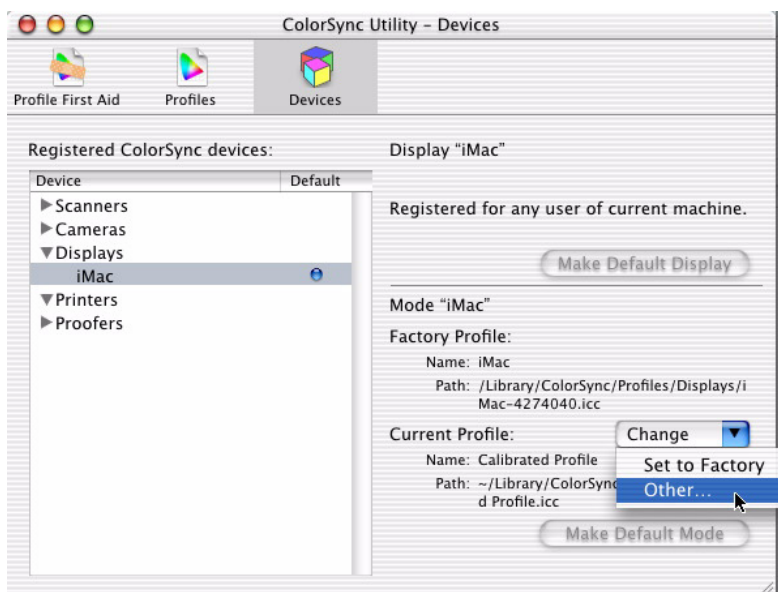 ColorSync Utility – Devices
Profile First Aid
Profiles
Devices
Registered ColorSync devices:
Device Default
Scanners
Cameras
Displays
iMac
Printers
Proofers
Display “iMac”
Registered for any user of current machine.
Make Default Display
Mode “iMac”
Factory Profile:
Name: iMac
Path: /Library/ColorSync/Profiles/Displays/i
Mac-4274040.icc
Current Profile: Change
Name: Calibrated Profile
Set to Factory
Path: ~/Library/ColorSync
Other...
d Profile.icc
Make Default Mode